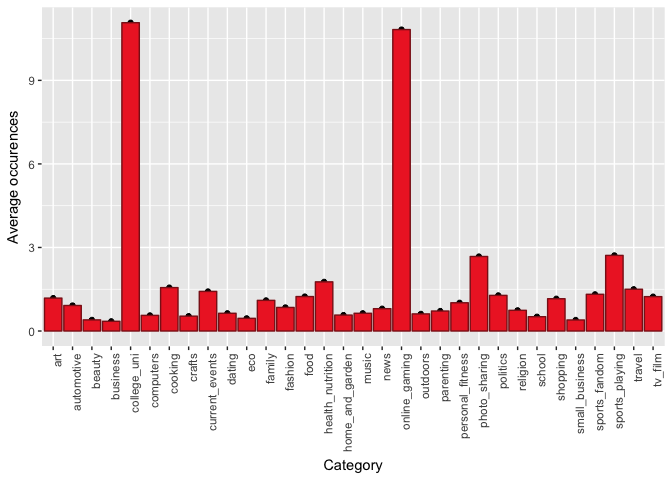 Average occurences
9
6
3
0
art
automotive
beauty
business
college_uni
computers
cooking
crafts
current_events
dating
eco
family
fashion
food
health_nutrition
home_and_garden
music
news
online_gaming
outdoors
parenting
personal_fitness
photo_sharing
politics
religion
school
shopping
small_business
sports_fandom
sports_playing
travel
tv_film
Category